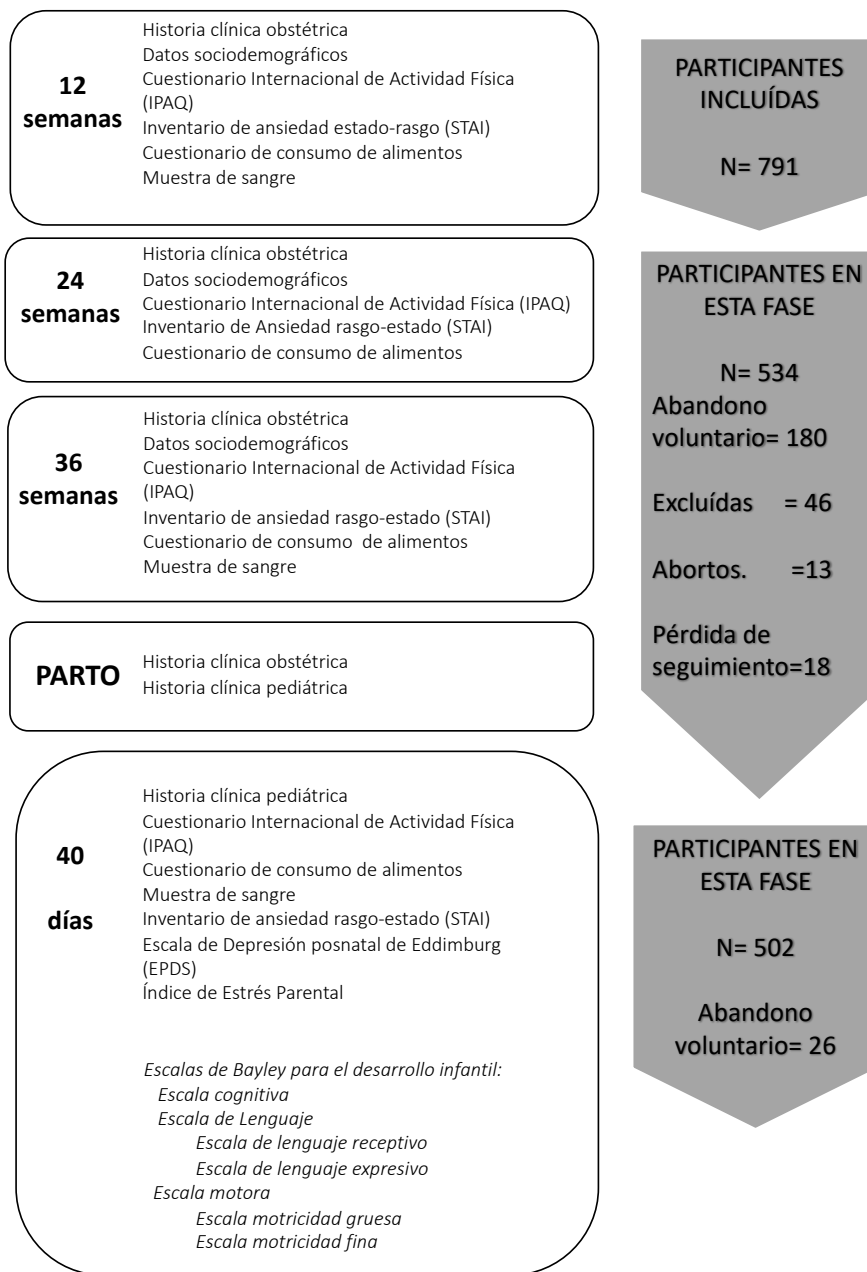 12
semanas
Historia clínica obstétrica
Datos sociodemográficos
Cuestionario Internacional de Actividad Física
(IPAQ)
Inventario de ansiedad estado-rasgo (STAI)
Cuestionario de consumo de alimentos
Muestra de sangre
PARTICIPANTES
INCLUÍDAS
N= 791
24
semanas
Historia clínica obstétrica
Datos sociodemográficos
Cuestionario Internacional de Actividad Física (IPAQ)
Inventario de Ansiedad rasgo-estado (STAI)
Cuestionario de consumo de alimentos
36
semanas
Historia clínica obstétrica
Datos sociodemográficos
Cuestionario Internacional de Actividad Física
(IPAQ)
Inventario de ansiedad rasgo-estado (STAI)
Cuestionario de consumo de alimentos
Muestra de sangre
PARTO
Historia clínica obstétrica
Historia clínica pediátrica
PARTICIPANTES EN
ESTA FASE
N= 534
Abandono
voluntario= 180
Excluídas = 46
Abortos. =13
Pérdida de
seguimiento=18
40
días
Historia clínica pediátrica
Cuestionario Internacional de Actividad Física
(IPAQ)
Cuestionario de consumo de alimentos
Muestra de sangre
Inventario de ansiedad rasgo-estado (STAI)
Escala de Depresión posnatal de Eddimburg
(EPDS)
Índice de Estrés Parental
Escalas de Bayley para el desarrollo infantil:
Escala cognitiva
Escala de Lenguaje
Escala de lenguaje receptivo
Escala de lenguaje expresivo
Escala motora
Escala motricidad gruesa
Escala motricidad fina
PARTICIPANTES EN
ESTA FASE
N= 502
Abandono
voluntario= 26